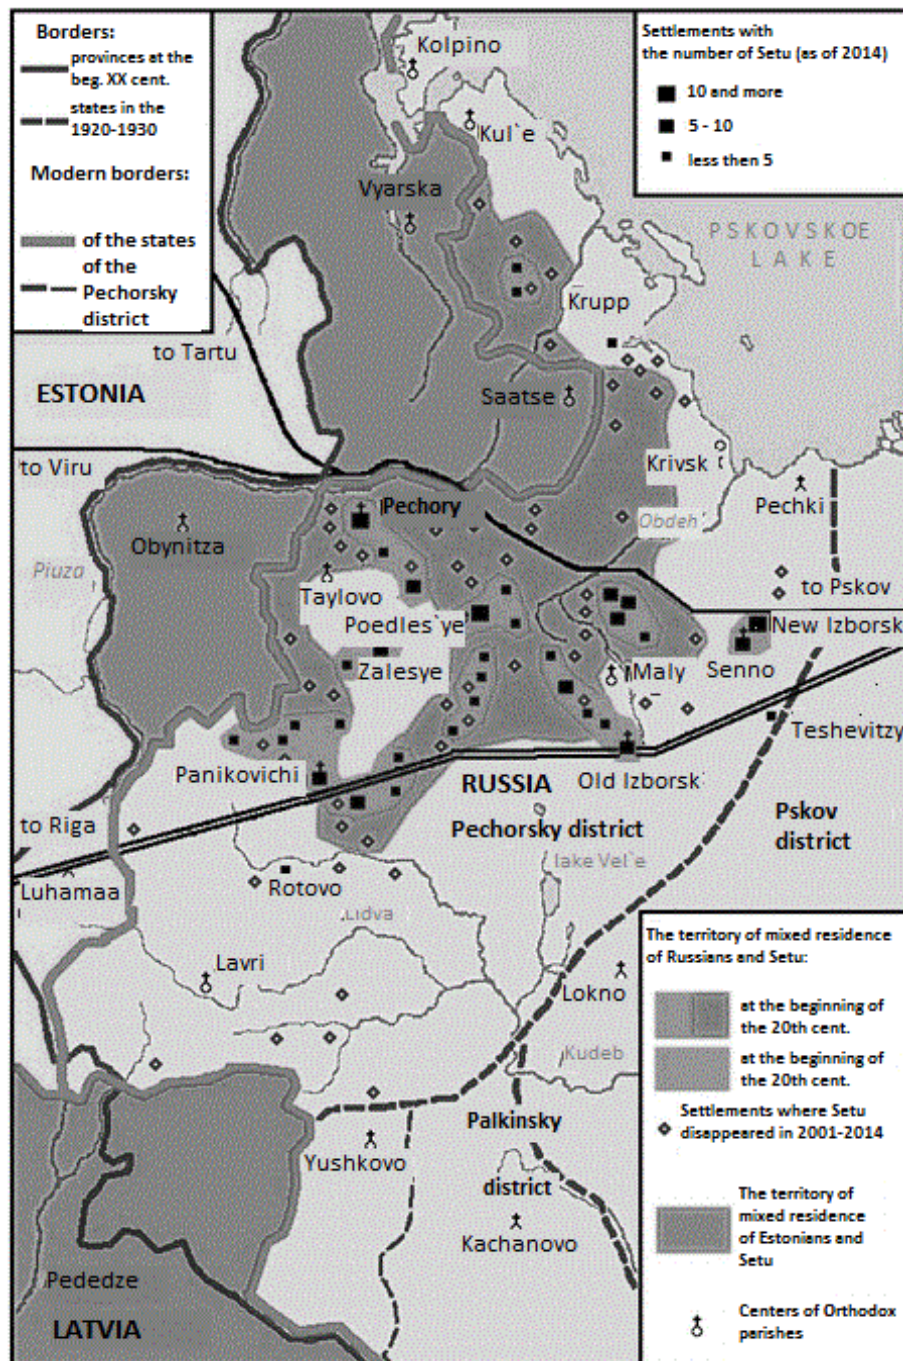 Borders:
provinces at the
beg. XX cent.
states in the
1920-1930
Modern borders:
of the states
of the
Pechorsky
district
Settlements with
the number of Setu (as of 2014)
10 and more
5 - 10
less then 5
Kolpino
Kul`e
Vyarska
PSKOVSKOE
LAKE
Krupp
to Tartu
ESTONIA
Saatse
to Viru
Krivsk
Pechory
Pechki
Obdeh
Obynitza
Piuza
Taylovo
to Pskov
Poedles`ye
New Izborsk
Zalesye
Maly
Senno
Teshevitzy
Panikovichi
RUSSIA
Old Izborsk
to Riga
Pechorsky district
Pskov
district
lake Vel`e
Luhamaa
Rotovo
Lidva
Lavri
Lokno
Kudeb
Palkinsky
district
Yushkovo
Kachanovo
Pededze
LATVIA
The territory of mixed residence
of Russians and Setu:
at the beginning of
the 20th cent.
at the beginning of
the 20th cent.
Settlements where Setu
disappeared in 2001-2014
The territory of
mixed residence
of Estonians and
Setu
Centers of Orthodox
parishes